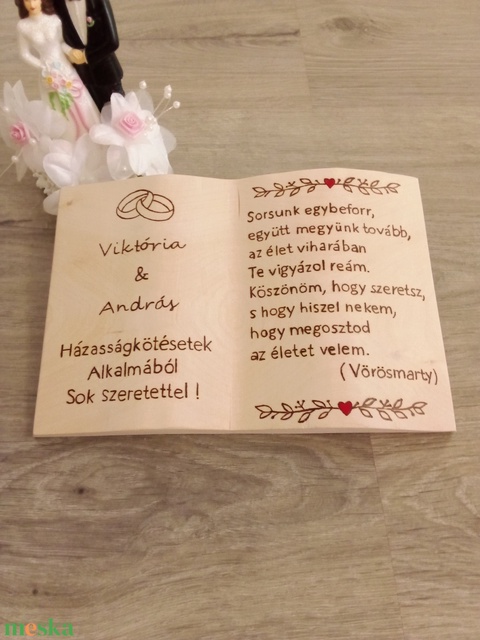 Viktória
&
András
Házasságkötésetek
Alkalmából
Sok szeretettel !
Sorsunk egybeforr,
együtt megyünk tovább,
az élet viharában
Te vigyázol reám.
Köszönöm, hogy szeretsz,
s hogy hiszel nekem,
hogy megosztod
az életet velem.
(Vörösmarty)
meska